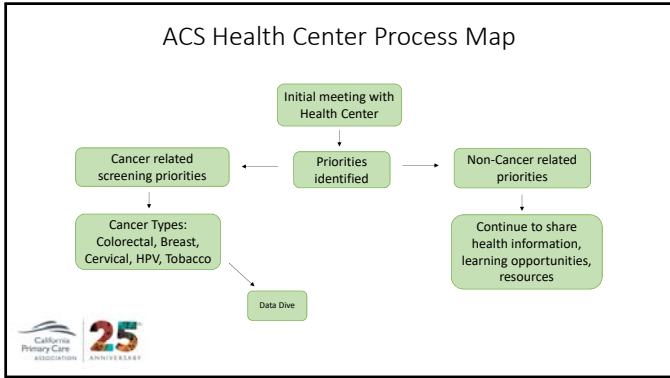 ACS Health Center Process Map
Initial meeting with
Health Center
Cancer related
screening priorities
Priorities
identified
Non-Cancer related
priorities
Cancer Types:
Colorectal, Breast,
Cervical, HPV, Tobacco
Continue to share
health information,
learning opportunities,
resources
Data Dive
California
Primary Care
ASSOCIATION
25
ANNIVERSARY